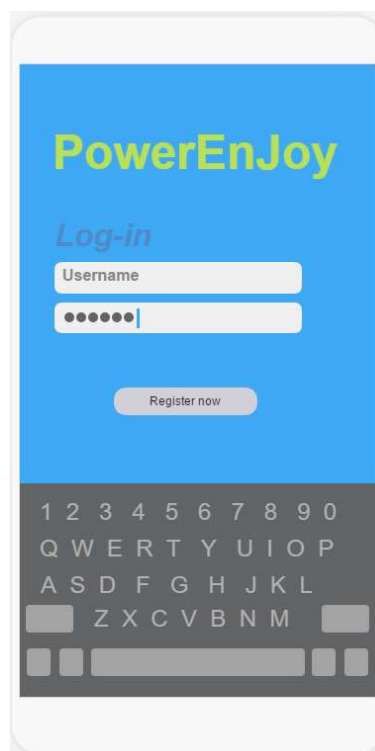 PowerEnJoy
Log-in
Username
●●●●●●
Register now
1 2 3 4 5 6 7 8 9 0
Q W E R T Y U I O P
A S D F G H J K L
Z X C V B N M